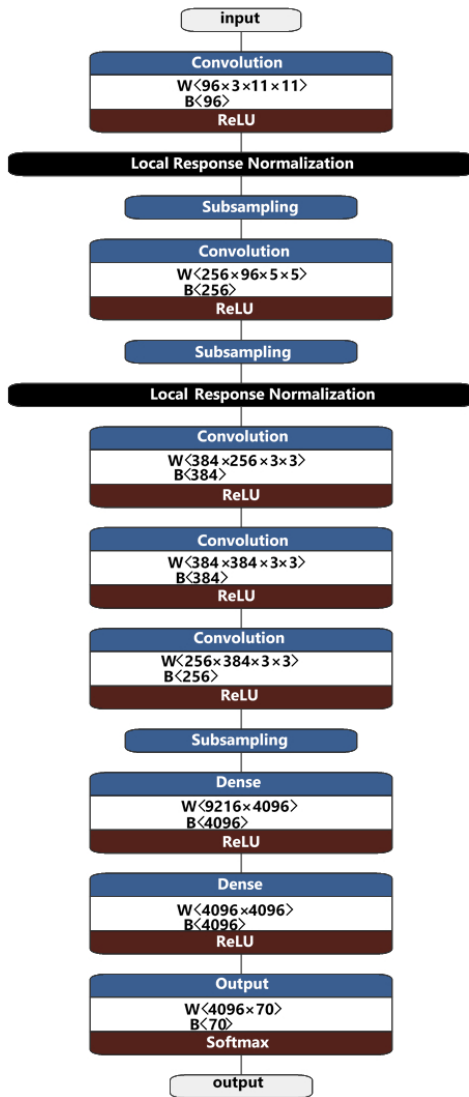 input
Convolution
W〈96×3×11×11〉
B〈96〉
ReLU
Local Response Normalization
Subsampling
Convolution
W〈256×96×5×5〉
B〈256〉
ReLU
Subsampling
Local Response Normalization
Convolution
W〈384×256×3×3〉
B〈384〉
ReLU
Convolution
W〈384×384×3×3〉
B〈384〉
ReLU
Convolution
W〈256×384×3×3〉
B〈256〉
ReLU
Subsampling
Dense
W〈9216×4096〉
B〈4096〉
ReLU
Dense
W〈4096×4096〉
B〈4096〉
ReLU
Output
W〈4096×70〉
B〈70〉
Softmax
output